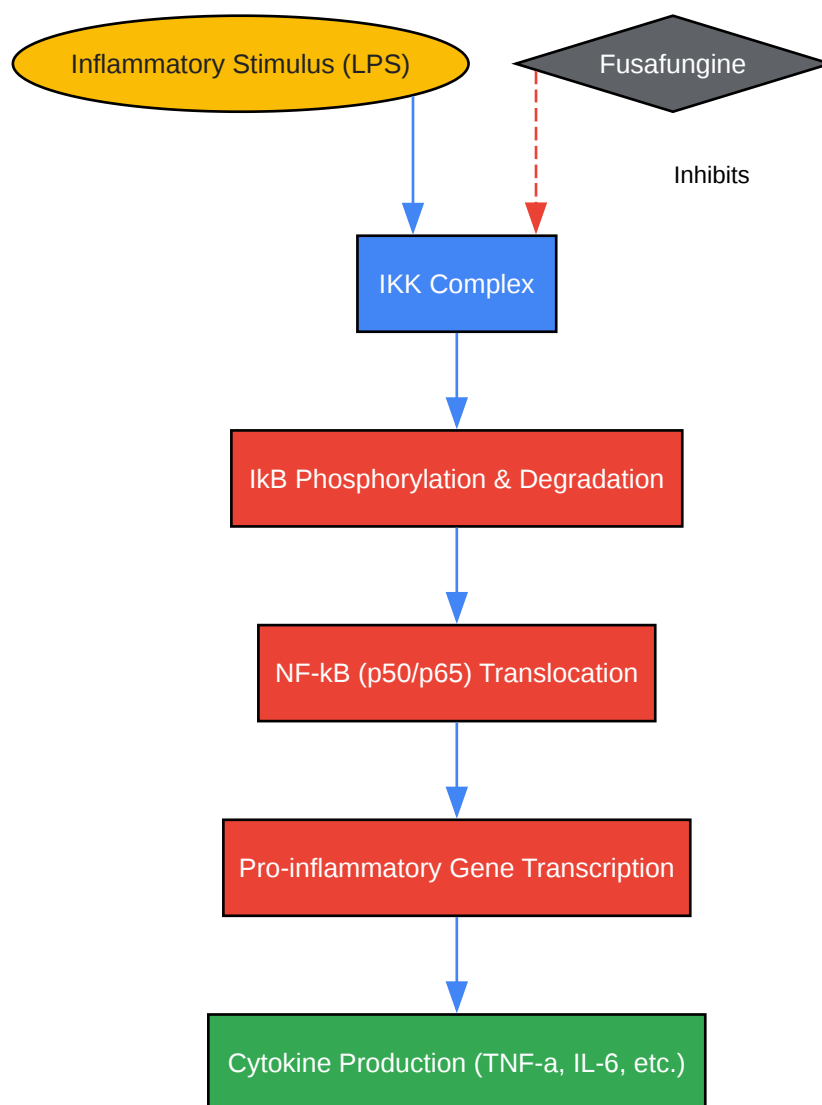 Inflammatory Stimulus (LPS)
Fusafungine
Inhibits
IKK Complex
IkB Phosphorylation & Degradation
NF-kB (p50/p65) Translocation
Pro-inflammatory Gene Transcription
Cytokine Production (TNF-a, IL-6, etc.)